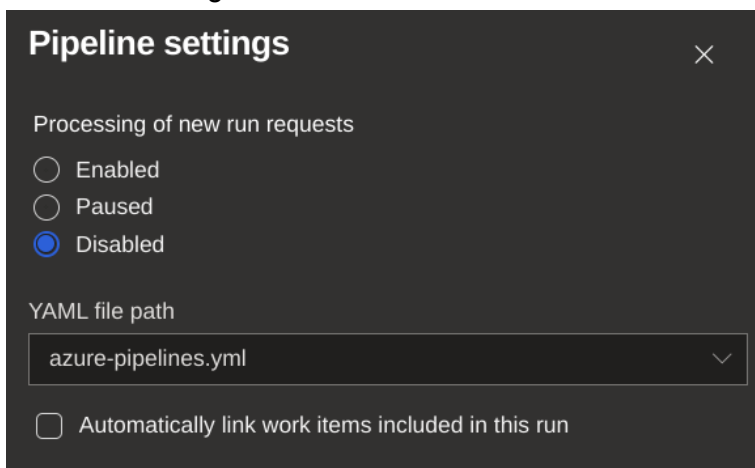 Pipeline settings
Processing of new run requests
Enabled
Paused
Disabled
YAML file path
azure-pipelines.yml
Automatically link work items included in this run